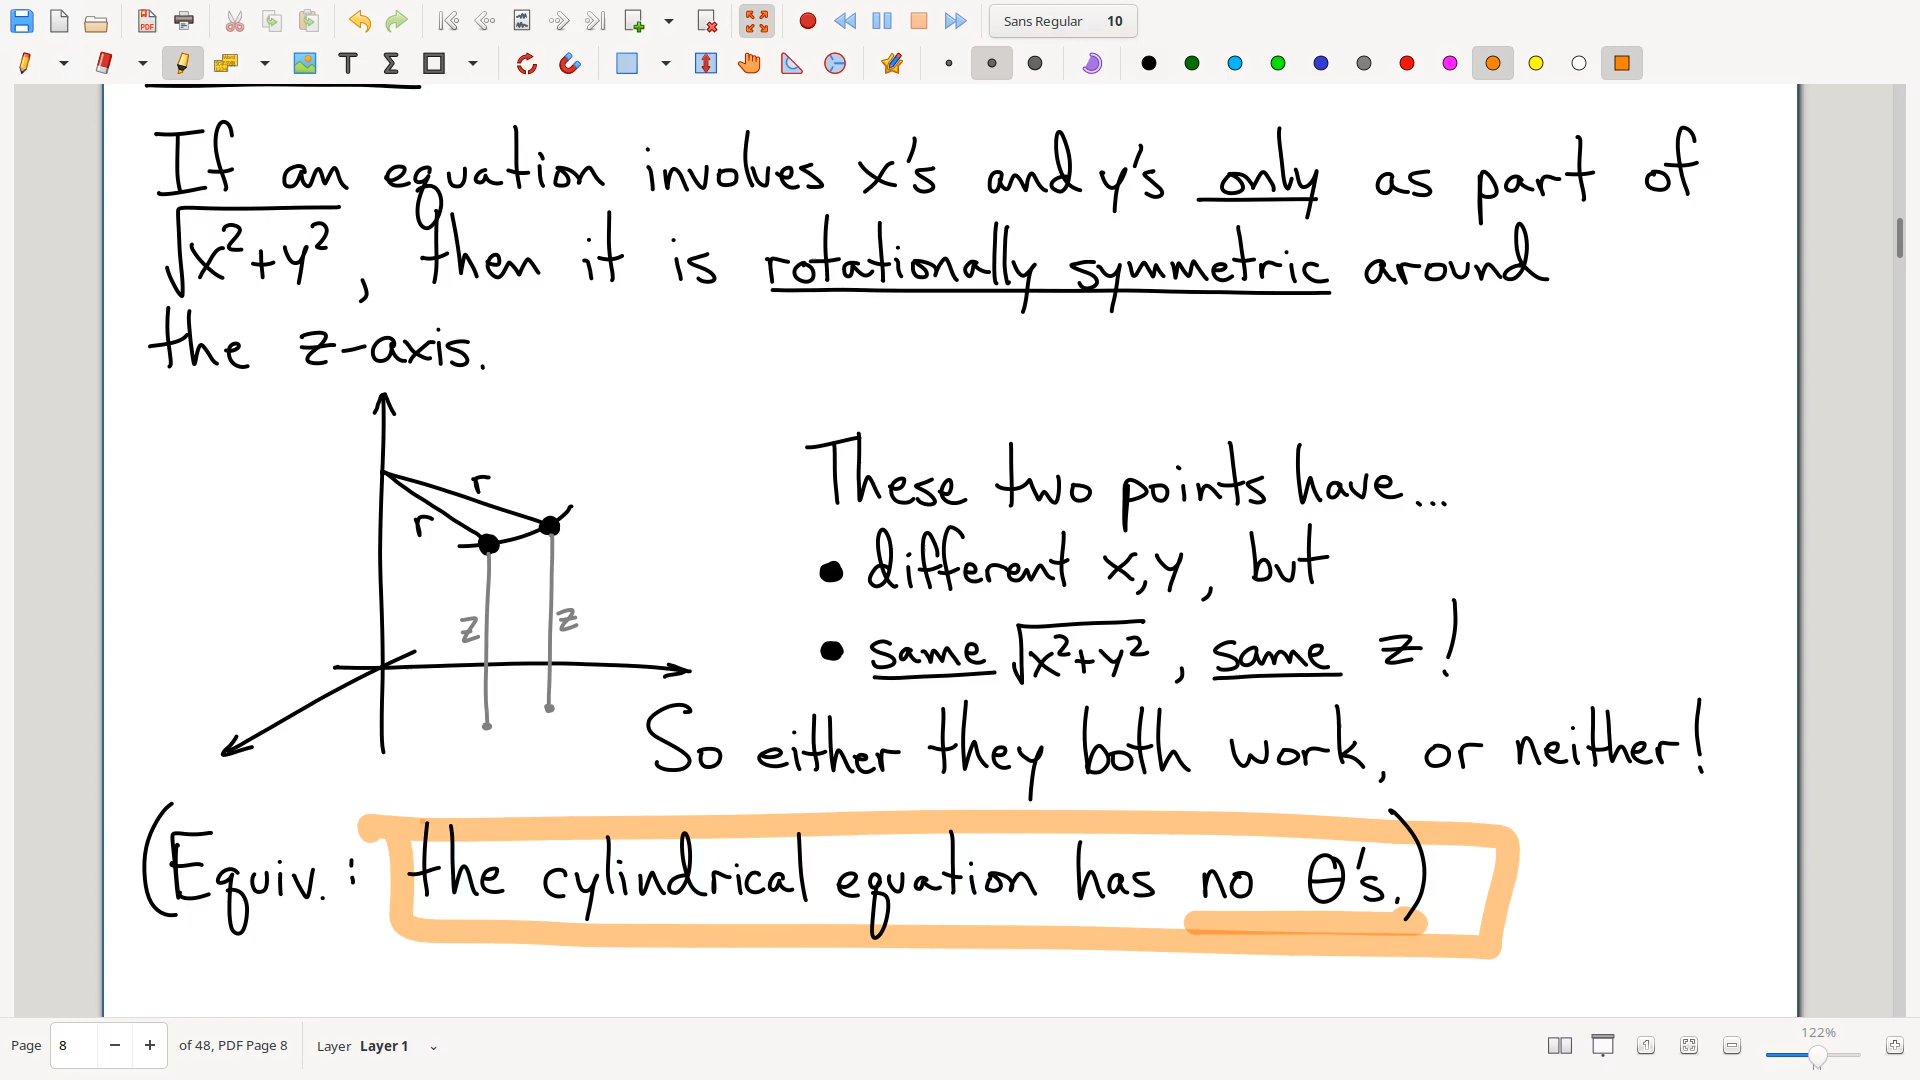 Sans Regular 10
If an equation involves x's and y's only as part of
√x²+y², then it is rotationally symmetric around
the z-axis.
r
r
z
z
These two points have...
• different x,y, but
• same √x²+y², same z!
So either they both work, or neither!
(Equiv.: the cylindrical equation has no θ's.)
Page 8 − + of 48, PDF Page 8 Layer Layer 1
122%